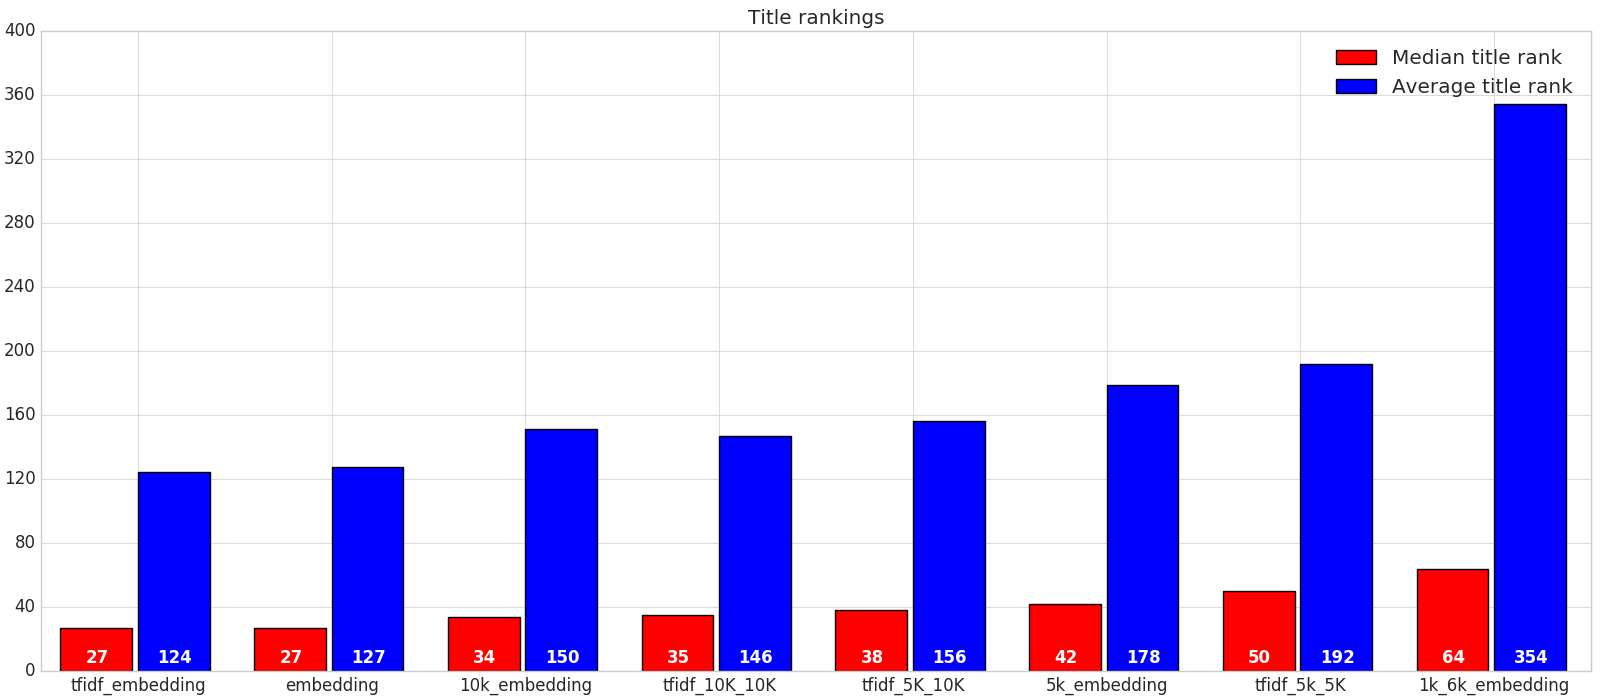 Title rankings
400
360
320
280
240
200
160
120
80
40
0
Median title rank
Average title rank
27 124 27 127 34 150 35 146 38 156 42 178 50 192 64 354
tfidf_embedding embedding 10k_embedding tfidf_10K_10K tfidf_5K_10K 5k_embedding tfidf_5k_5K 1k_6k_embedding